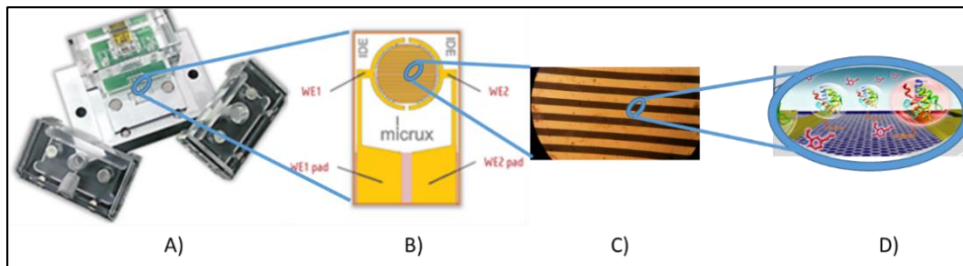 IDE
IDE
WE1
WE2
micrux
WE1 pad
WE2 pad
A)
B)
C)
D)